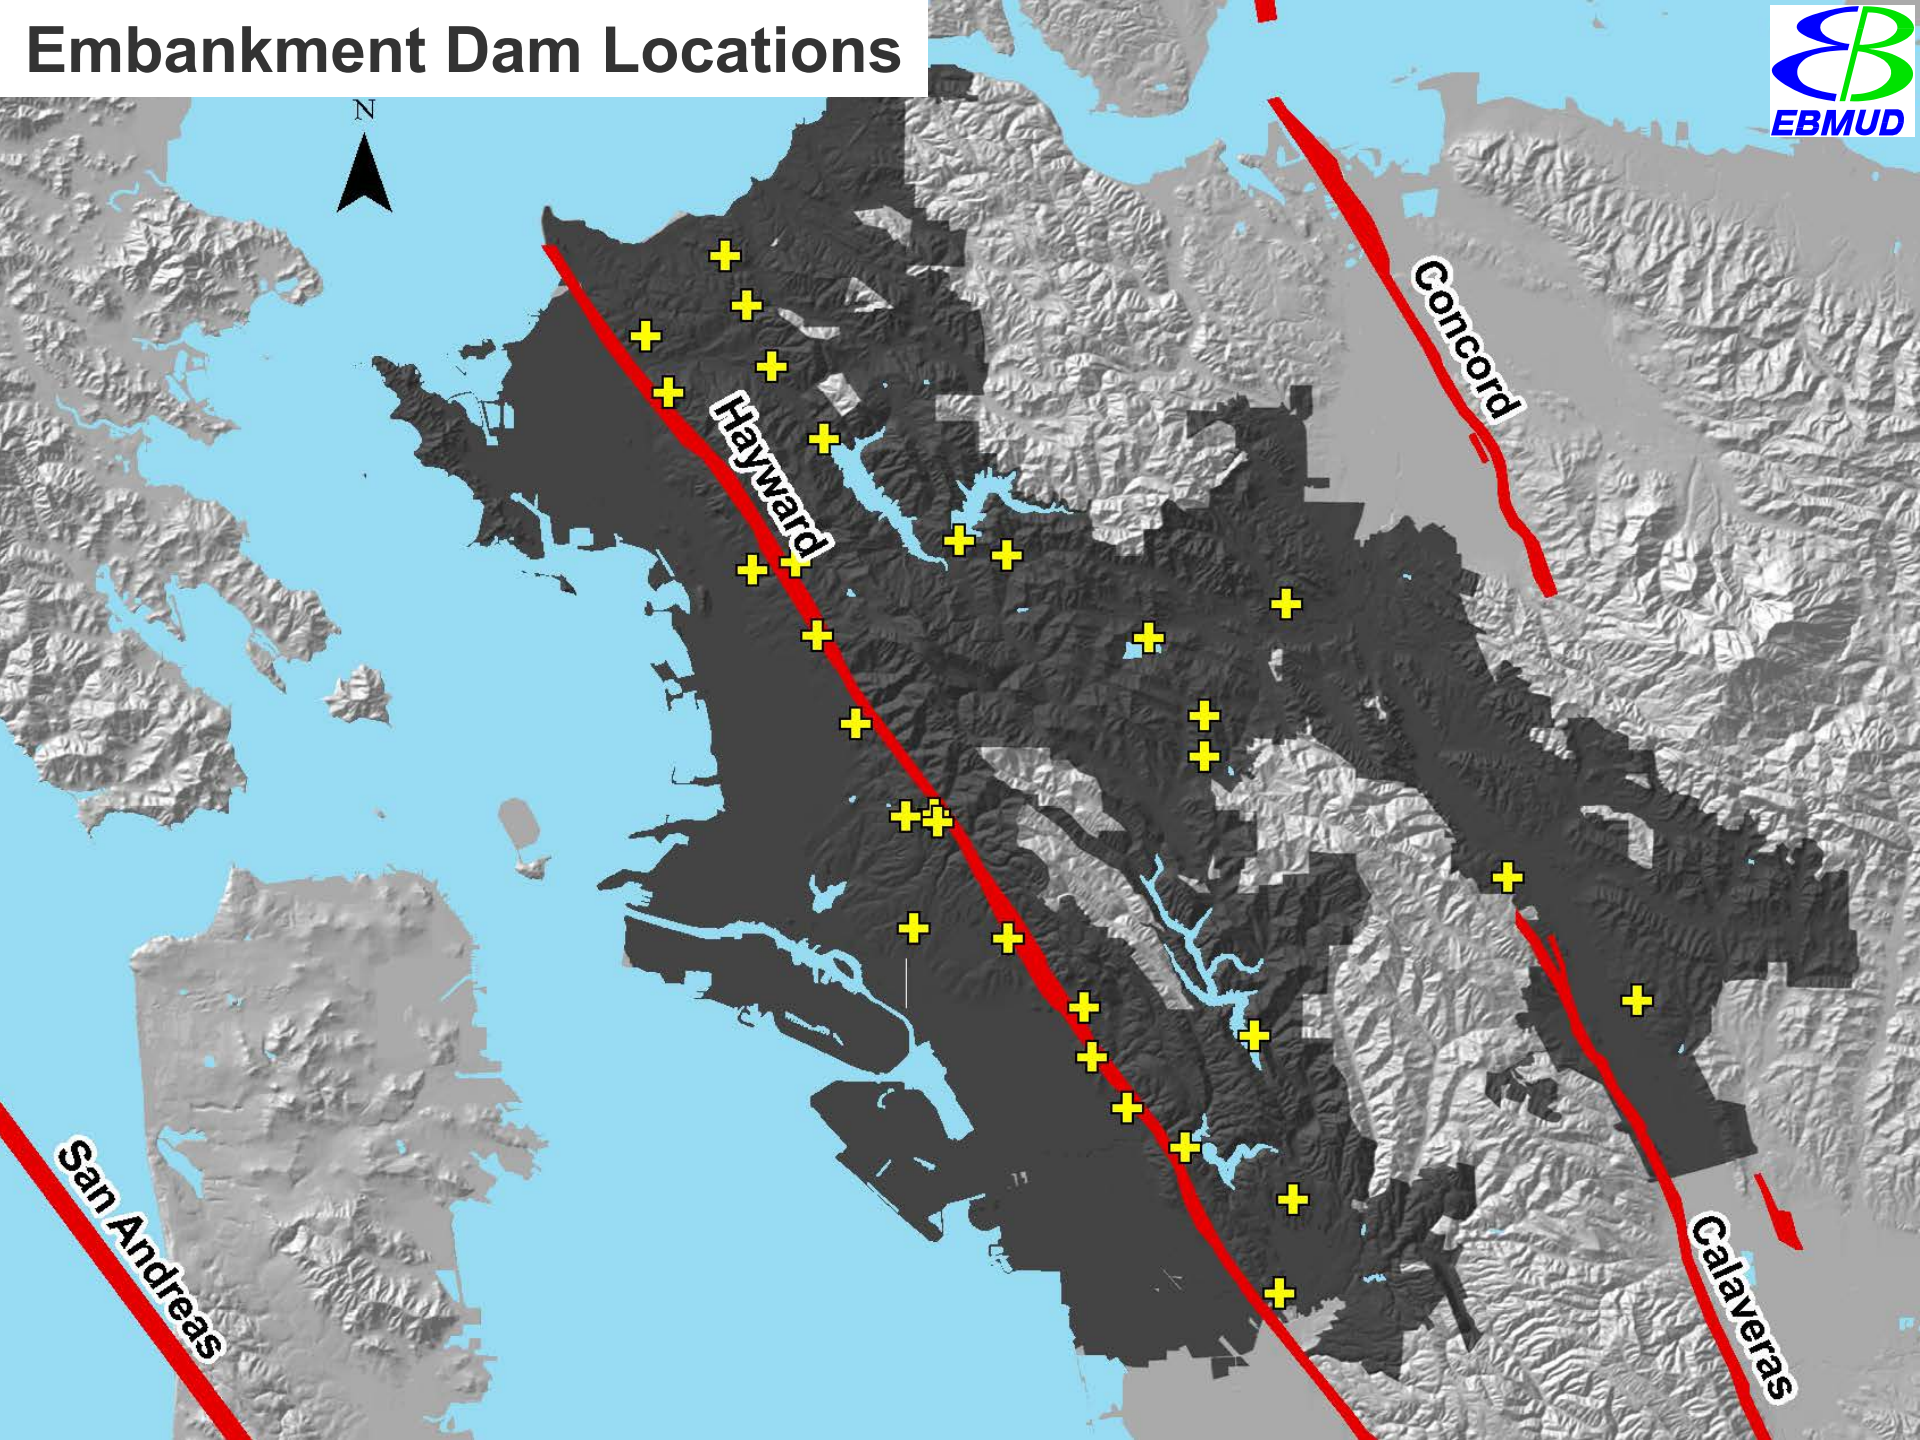 Embankment Dam Locations
EBMUD
N
Concord
Hayward
San Andreas
Calaveras